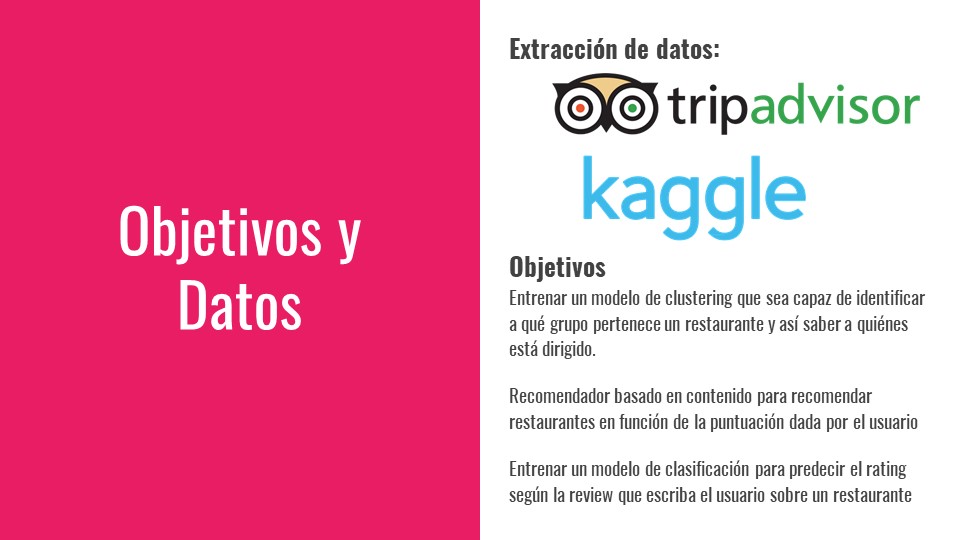 Objetivos y
Datos
Extracción de datos:
tripadvisor
kaggle
Objetivos
Entrenar un modelo de clustering que sea capaz de identificar
a qué grupo pertenece un restaurante y así saber a quiénes
está dirigido.
Recomendador basado en contenido para recomendar
restaurantes en función de la puntuación dada por el usuario
Entrenar un modelo de clasificación para predecir el rating
según la review que escriba el usuario sobre un restaurante